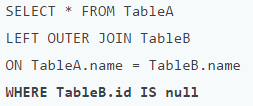 SELECT * FROM TableA
LEFT OUTER JOIN TableB
ON TableA.name = TableB.name
WHERE TableB.id IS null